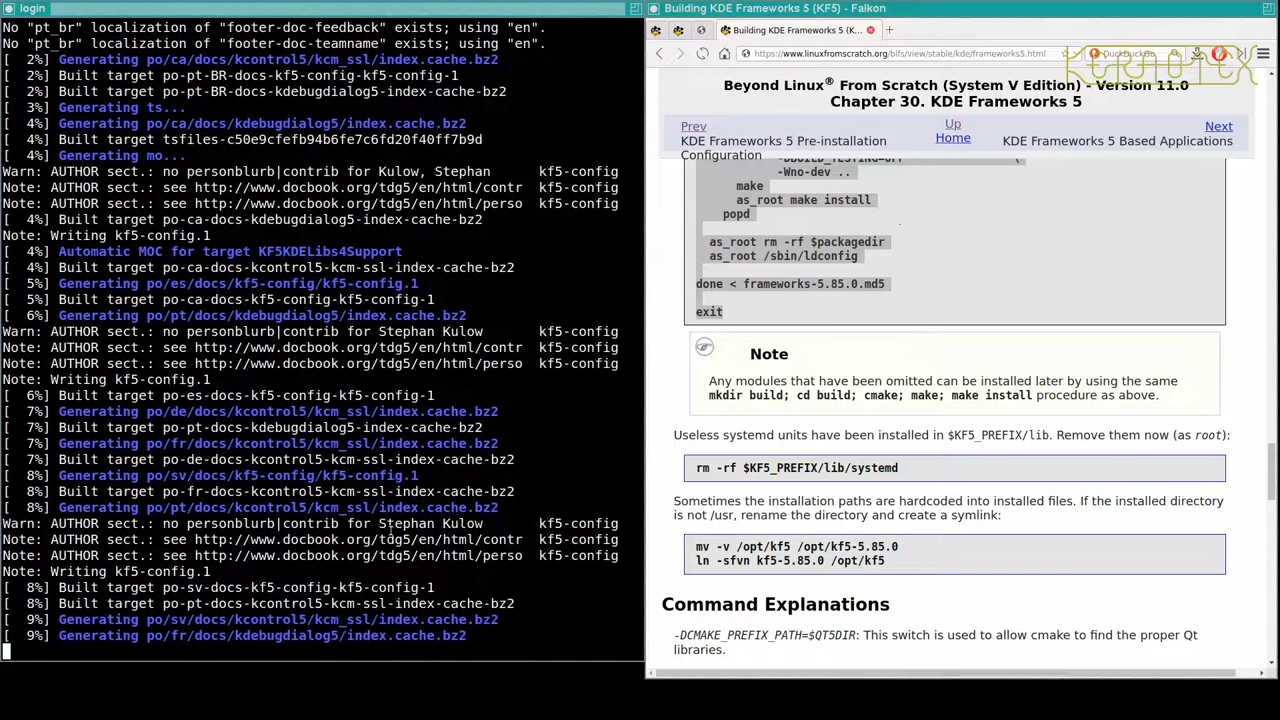 login
No "pt_br" localization of "footer-doc-feedback" exists; using "en".
No "pt_br" localization of "footer-doc-teamname" exists; using "en".
[  2%] Generating po/ca/docs/kcontrol5/kcm_ssl/index.cache.bz2
[  2%] Built target po-pt-BR-docs-kf5-config-kf5-config-1
[  2%] Built target po-pt-BR-docs-kdebugdialog5-index-cache-bz2
[  3%] Generating ts...
[  4%] Generating po/ca/docs/kdebugdialog5/index.cache.bz2
[  4%] Built target tsfiles-c50e9cfefb94b6fe7c6fd20f40ff7b9d
[  4%] Generating mo...
Warn: AUTHOR sect.: no personblurb|contrib for Kulow, Stephan   kf5-config
Note: AUTHOR sect.: see http://www.docbook.org/tdg5/en/html/contr  kf5-config
Note: AUTHOR sect.: see http://www.docbook.org/tdg5/en/html/perso  kf5-config
[  4%] Built target po-ca-docs-kdebugdialog5-index-cache-bz2
Note: Writing kf5-config.1
[  4%] Automatic MOC for target KF5KDELibs4Support
[  4%] Built target po-ca-docs-kcontrol5-kcm-ssl-index-cache-bz2
[  5%] Generating po/es/docs/kf5-config/kf5-config.1
[  5%] Built target po-ca-docs-kf5-config-kf5-config-1
[  6%] Generating po/pt/docs/kdebugdialog5/index.cache.bz2
Warn: AUTHOR sect.: no personblurb|contrib for Stephan Kulow       kf5-config
Note: AUTHOR sect.: see http://www.docbook.org/tdg5/en/html/contr  kf5-config
Note: AUTHOR sect.: see http://www.docbook.org/tdg5/en/html/perso  kf5-config
Note: Writing kf5-config.1
[  6%] Built target po-es-docs-kf5-config-kf5-config-1
[  7%] Generating po/de/docs/kcontrol5/kcm_ssl/index.cache.bz2
[  7%] Built target po-pt-docs-kdebugdialog5-index-cache-bz2
[  7%] Generating po/fr/docs/kcontrol5/kcm_ssl/index.cache.bz2
[  7%] Built target po-de-docs-kcontrol5-kcm-ssl-index-cache-bz2
[  8%] Generating po/sv/docs/kf5-config/kf5-config.1
[  8%] Built target po-fr-docs-kcontrol5-kcm-ssl-index-cache-bz2
[  8%] Generating po/pt/docs/kcontrol5/kcm_ssl/index.cache.bz2
Warn: AUTHOR sect.: no personblurb|contrib for Stephan Kulow       kf5-config
Note: AUTHOR sect.: see http://www.docbook.org/tdg5/en/html/contr  kf5-config
Note: AUTHOR sect.: see http://www.docbook.org/tdg5/en/html/perso  kf5-config
Note: Writing kf5-config.1
[  8%] Built target po-sv-docs-kf5-config-kf5-config-1
[  8%] Built target po-pt-docs-kcontrol5-kcm-ssl-index-cache-bz2
[  9%] Generating po/sv/docs/kcontrol5/kcm_ssl/index.cache.bz2
[  9%] Generating po/fr/docs/kdebugdialog5/index.cache.bz2
Building KDE Frameworks 5 (KF5) - Falkon
Building KDE Frameworks 5 (K...
https://www.linuxfromscratch.org/blfs/view/stable/kde/frameworks5.html
Beyond Linux® From Scratch (System V Edition) - Version 11.0
Chapter 30. KDE Frameworks 5
Prev Up Next
KDE Frameworks 5 Pre-installation Configuration Home KDE Frameworks 5 Based Applications
-Wno-dev ..
make
as_root make install
popd
as_root rm -rf $packagedir
as_root /sbin/ldconfig
done < frameworks-5.85.0.md5
exit
Note
Any modules that have been omitted can be installed later by using the same
mkdir build; cd build; cmake; make; make install procedure as above.
Useless systemd units have been installed in $KF5_PREFIX/lib. Remove them now (as root):
rm -rf $KF5_PREFIX/lib/systemd
Sometimes the installation paths are hardcoded into installed files. If the installed directory
is not /usr, rename the directory and create a symlink:
mv -v /opt/kf5 /opt/kf5-5.85.0
ln -sfvn kf5-5.85.0 /opt/kf5
Command Explanations
-DCMAKE_PREFIX_PATH=$QT5DIR: This switch is used to allow cmake to find the proper Qt
libraries.